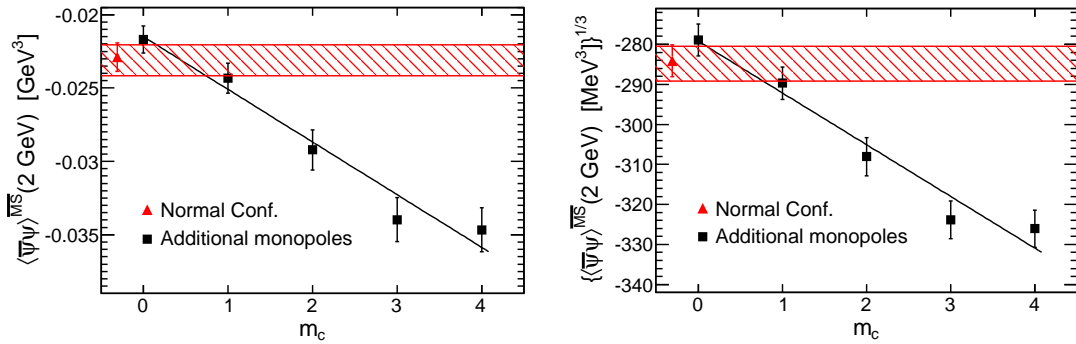 ⟨ψ̅ψ⟩^M̅S̅ (2 GeV) [GeV³]
-0.02
-0.025
-0.03
-0.035
Normal Conf.
Additional monopoles
0 1 2 3 4
m_c
{⟨ψ̅ψ⟩^M̅S̅ (2 GeV) [MeV³]}^1/3
-280
-290
-300
-310
-320
-330
-340
Normal Conf.
Additional monopoles
0 1 2 3 4
m_c